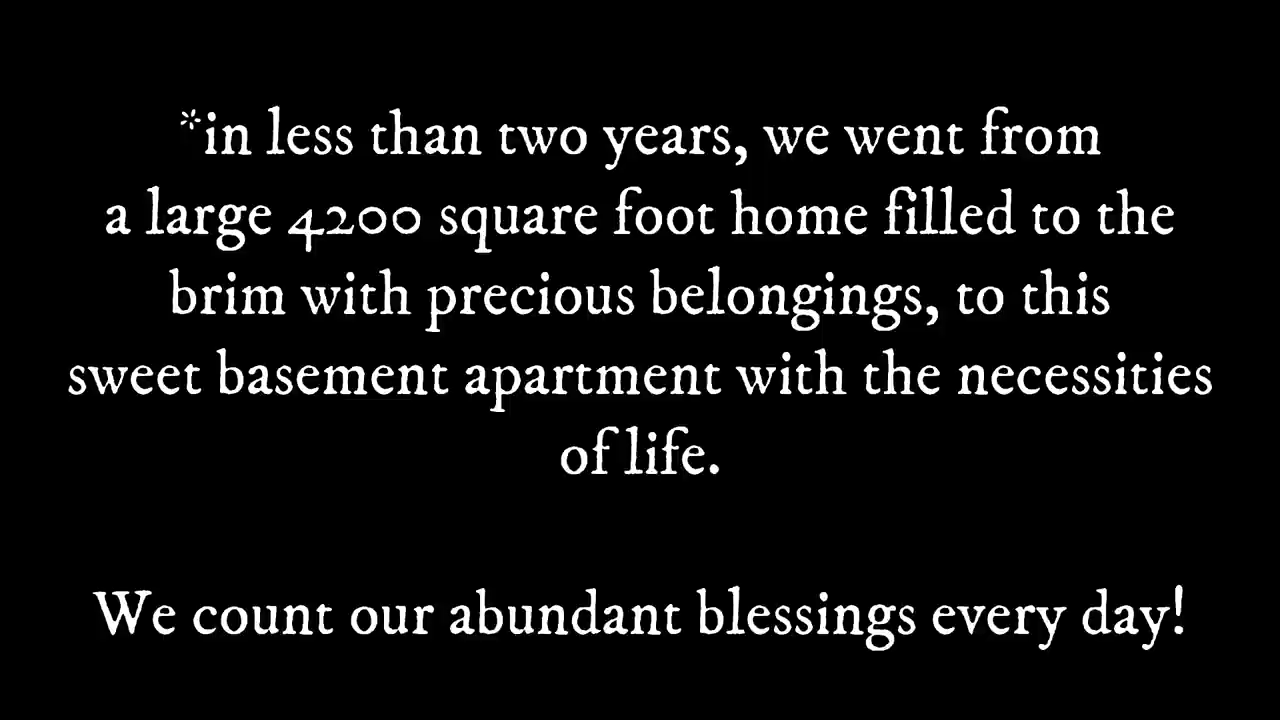 *in less than two years, we went from
a large 4200 square foot home filled to the
brim with precious belongings, to this
sweet basement apartment with the necessities
of life.
We count our abundant blessings every day!